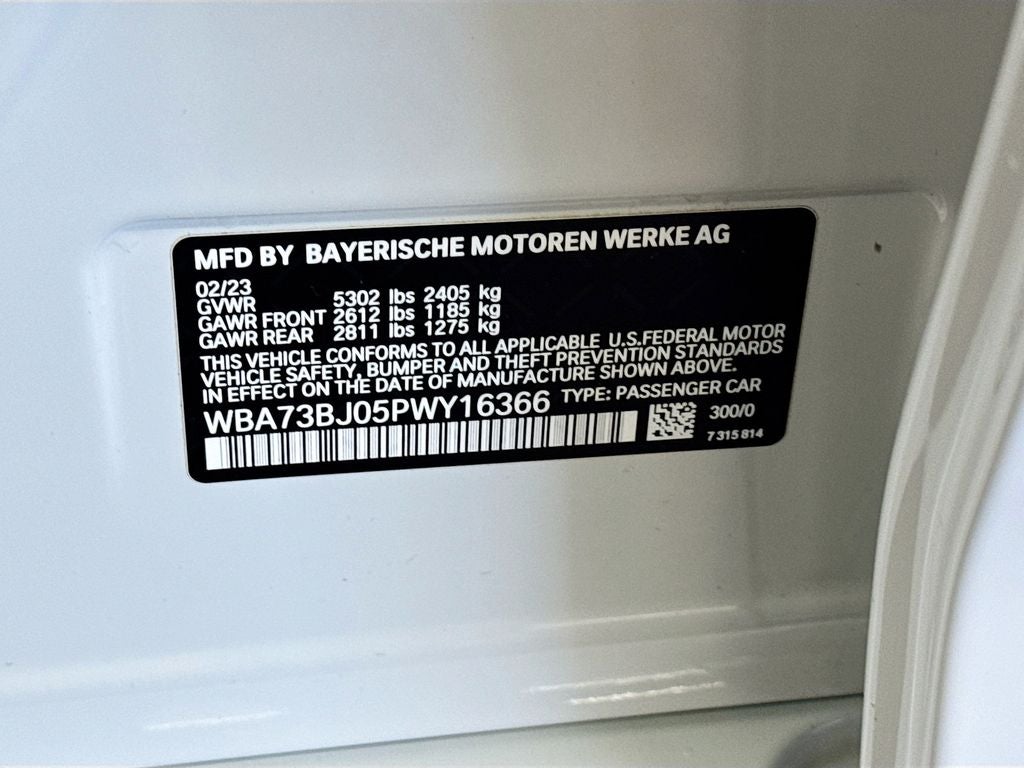 MFD BY BAYERISCHE MOTOREN WERKE AG
02/23
GVWR 5302 lbs 2405 kg
GAWR FRONT 2612 lbs 1185 kg
GAWR REAR 2811 lbs 1275 kg
THIS VEHICLE CONFORMS TO ALL APPLICABLE U.S.FEDERAL MOTOR
VEHICLE SAFETY, BUMPER AND THEFT PREVENTION STANDARDS
IN EFFECT ON THE DATE OF MANUFACTURE SHOWN ABOVE.
WBA73BJ05PWY16366 TYPE: PASSENGER CAR
300/0
7 315 814